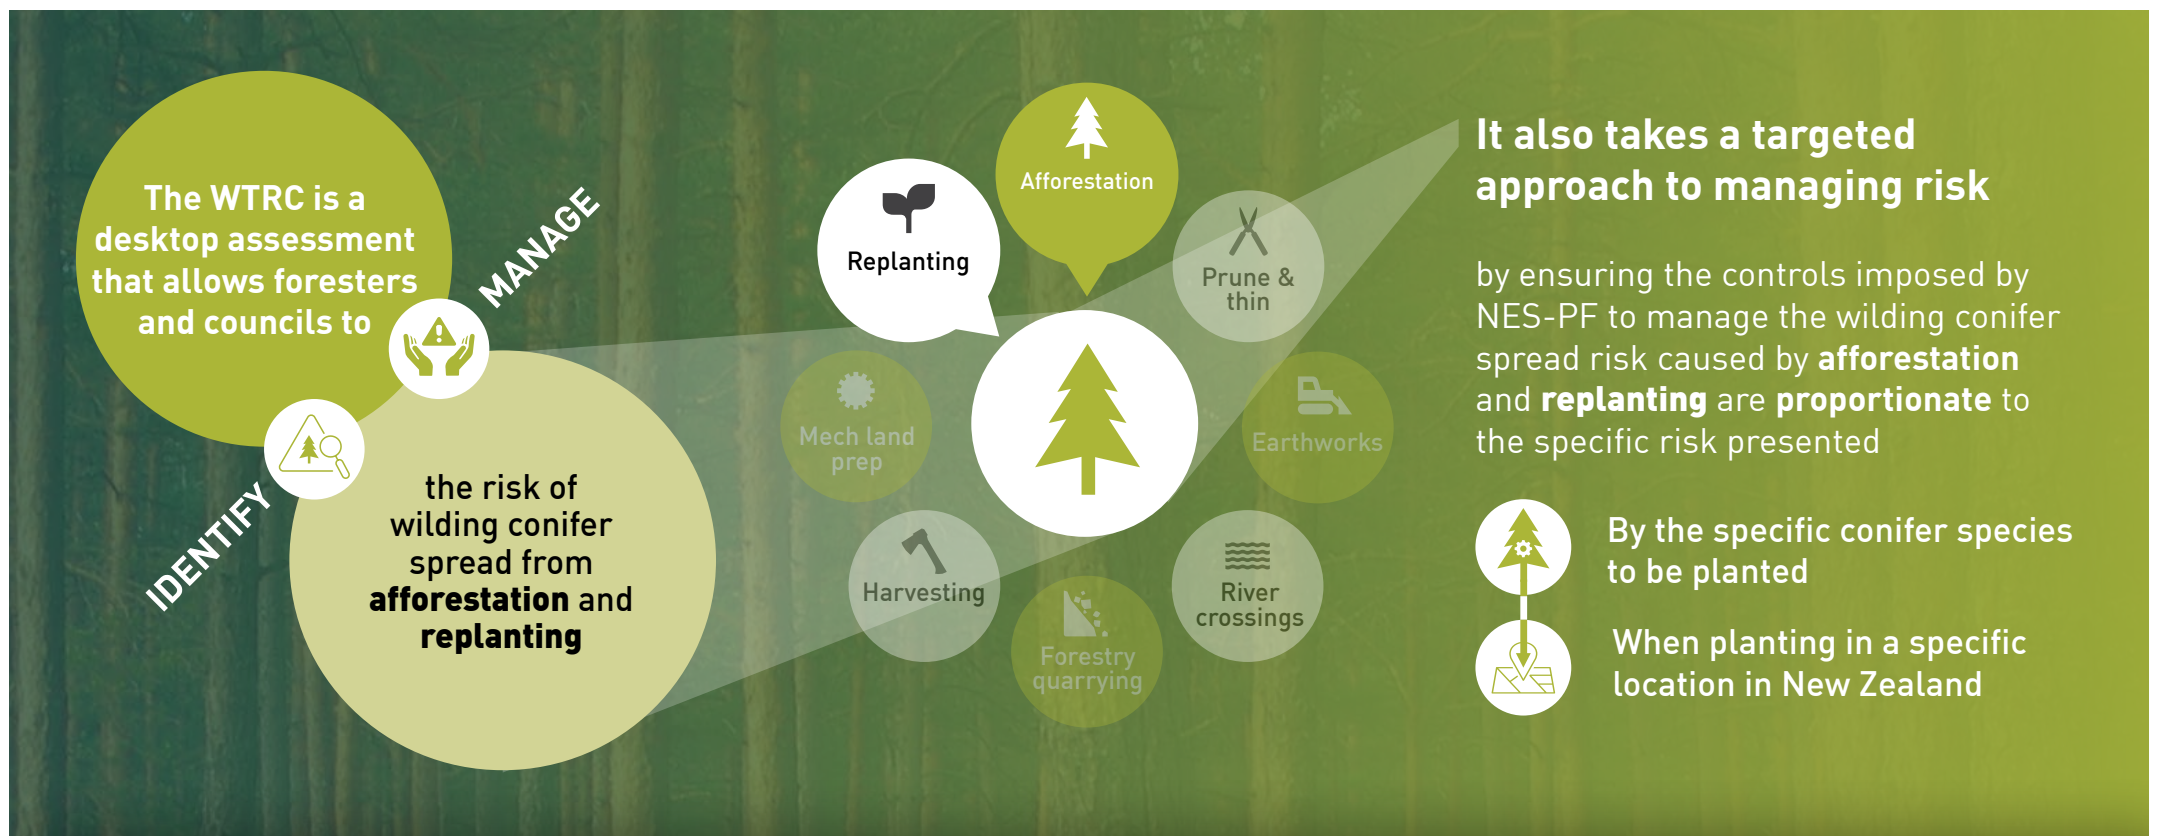 The WTRC is a
desktop assessment
that allows foresters
and councils to
IDENTIFY
MANAGE
the risk of
wilding conifer
spread from
afforestation and
replanting
Replanting
Afforestation
Prune &
thin
Mech land
prep
Earthworks
Harvesting
River
crossings
Forestry
quarrying
It also takes a targeted
approach to managing risk
by ensuring the controls imposed by
NES-PF to manage the wilding conifer
spread risk caused by afforestation
and replanting are proportionate to
the specific risk presented
By the specific conifer species
to be planted
When planting in a specific
location in New Zealand